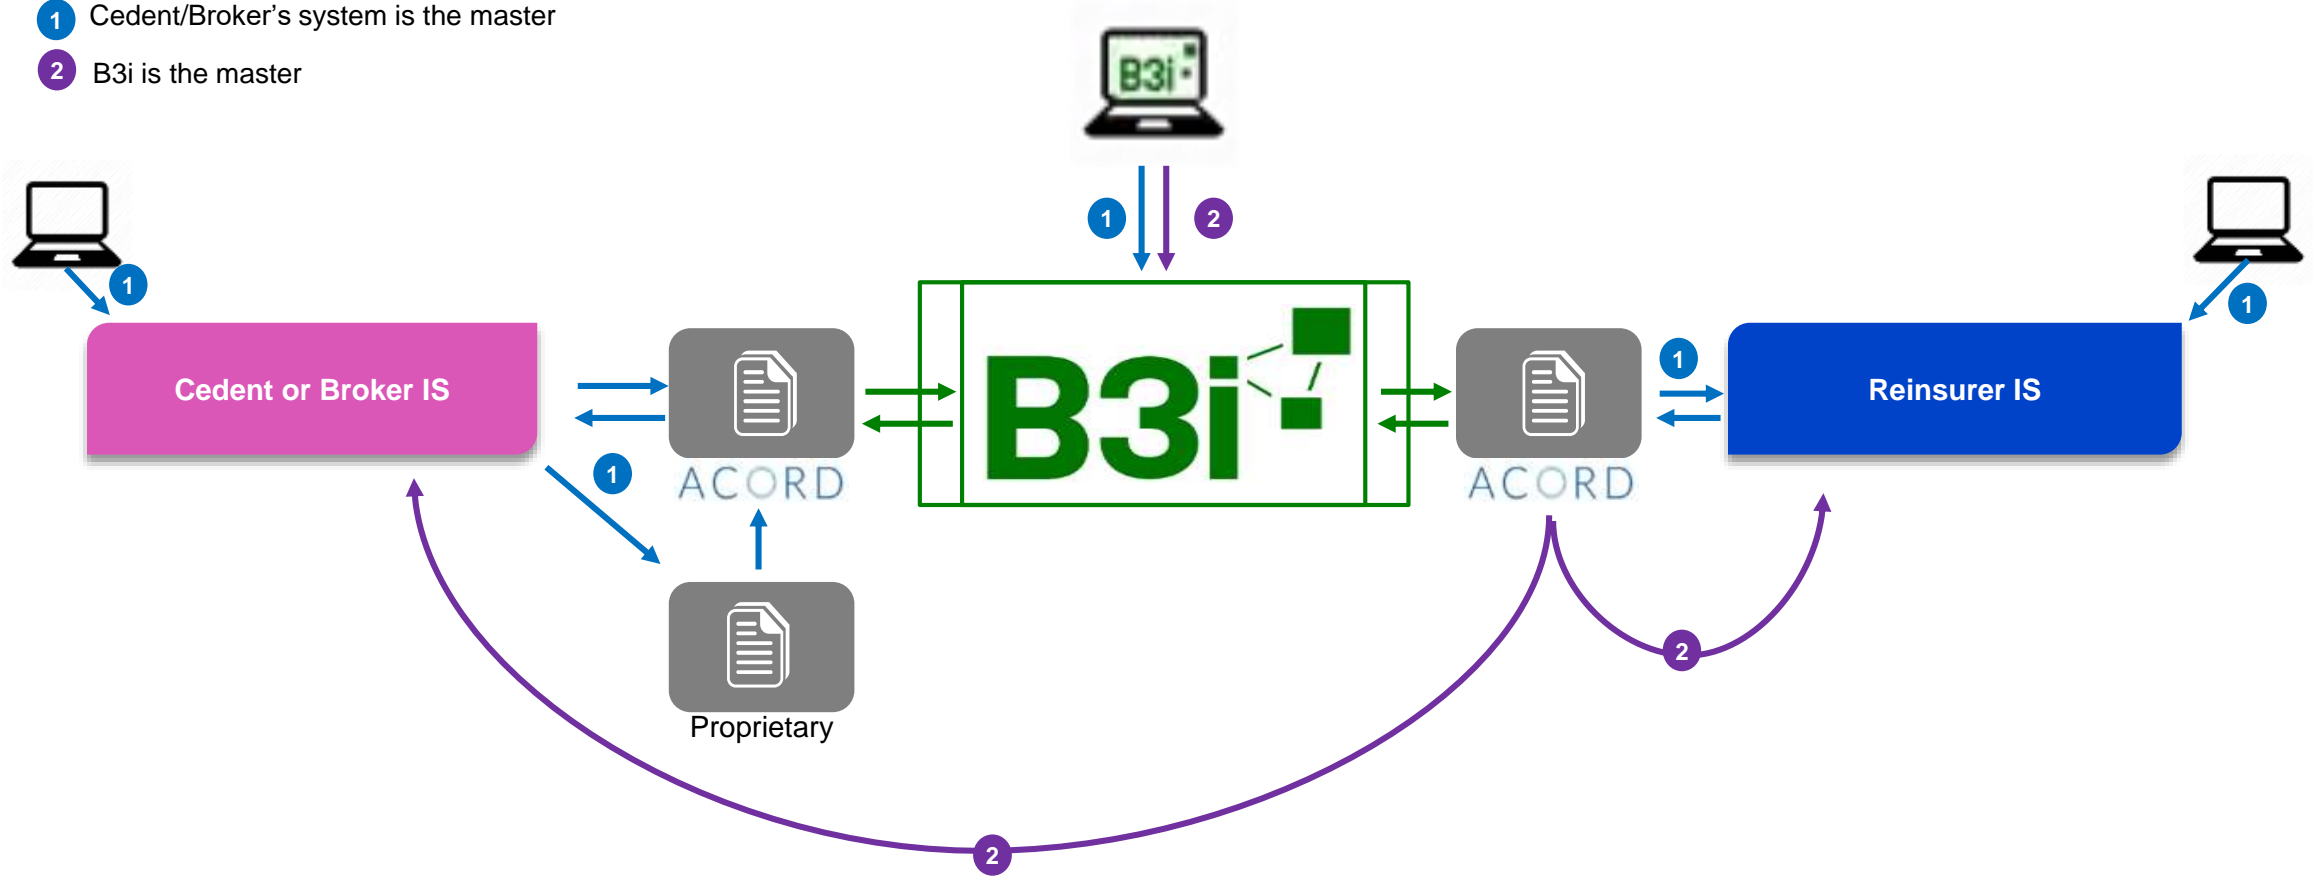 1 Cedent/Broker’s system is the master
2 B3i is the master
B3i
1 2
1
1
Cedent or Broker IS
B3i
1
Reinsurer IS
1
ACORD
ACORD
2
Proprietary
2